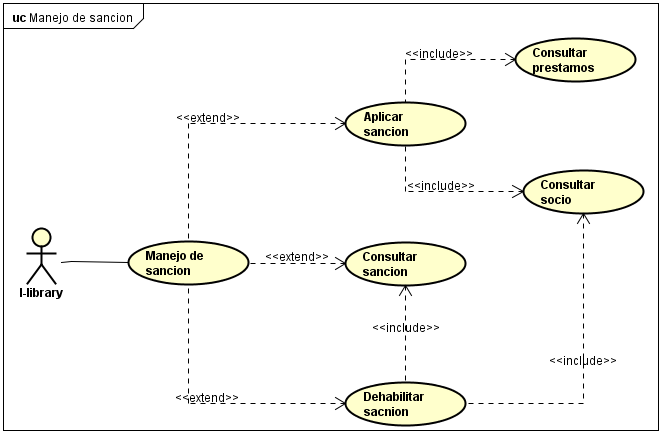 uc Manejo de sancion
<<include>>
Consultar
prestamos
<<extend>>
Aplicar
sancion
<<include>>
Consultar
socio
I-library
Manejo de
sancion
<<extend>>
Consultar
sancion
<<include>>
<<include>>
<<extend>>
Dehabilitar
sacnion